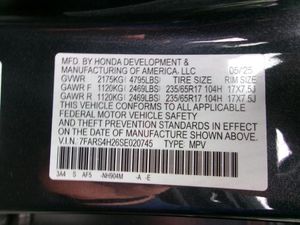 MFD. BY HONDA DEVELOPMENT &
MANUFACTURING OF AMERICA, LLC 05/25
GVWR 2175KG( 4795LBS) TIRE SIZE RIM SIZE
GAWR F 1120KG( 2469LBS) 235/65R17 104H 17X7.5J
GAWR R 1120KG( 2469LBS) 235/65R17 104H 17X7.5J
THIS VEHICLE CONFORMS TO ALL APPLICABLE
FEDERAL MOTOR VEHICLE SAFETY
AND THEFT PREVENTION STANDARDS IN EFFECT
ON THE DATE OF MANUFACTURE SHOWN ABOVE.
V.I.N.: 7FARS4H26SE020745 TYPE: MPV
3A4 S AF5 -NH904M -A -E